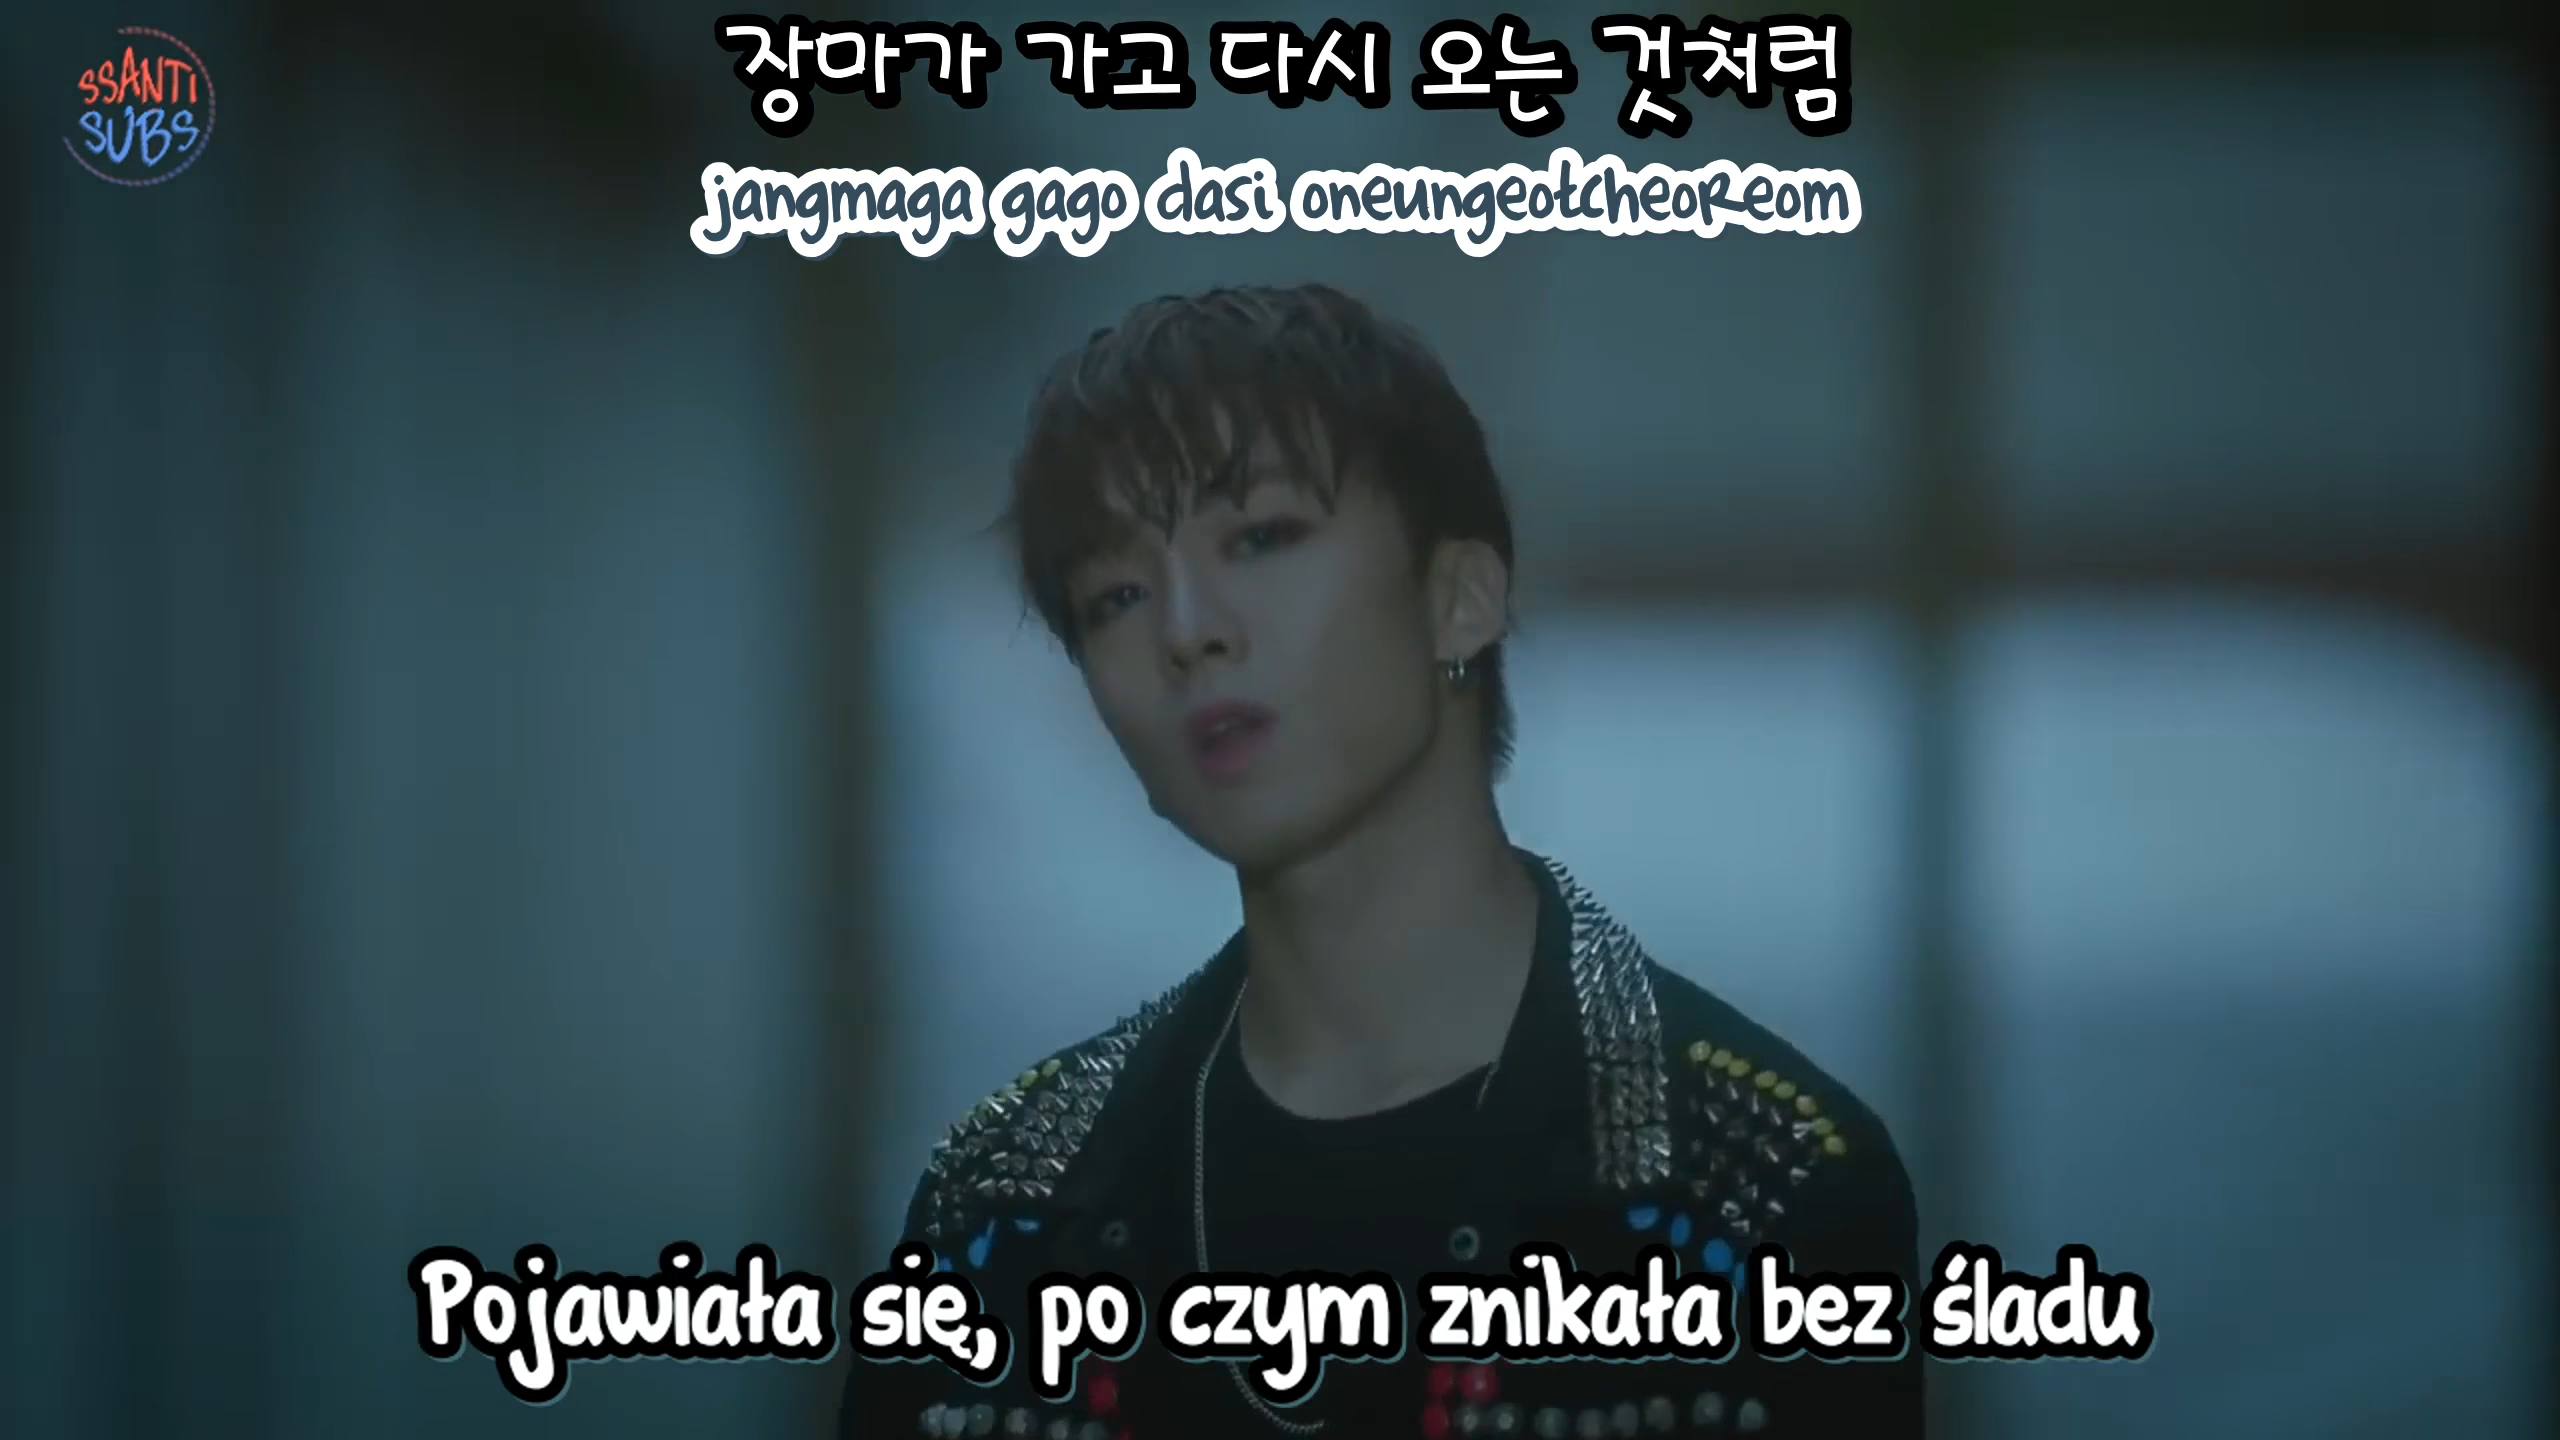 SSANTI
SUBS
장마가 가고 다시 오는 것처럼
jangmaga gago dasi oneungeotcheoreom
Pojawiała się, po czym znikała bez śladu